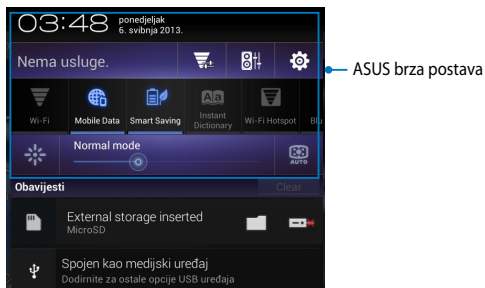 03:48 ponedjeljak
6. svibnja 2013.
Nema usluge.
ASUS brza postava
Wi-Fi Mobile Data Smart Saving Instant Dictionary Wi-Fi Hotspot
Normal mode
AUTO
Obavijesti Clear
External storage inserted
MicroSD
Spojen kao medijski uređaj
Dodirnite za ostale opcije USB uređaja